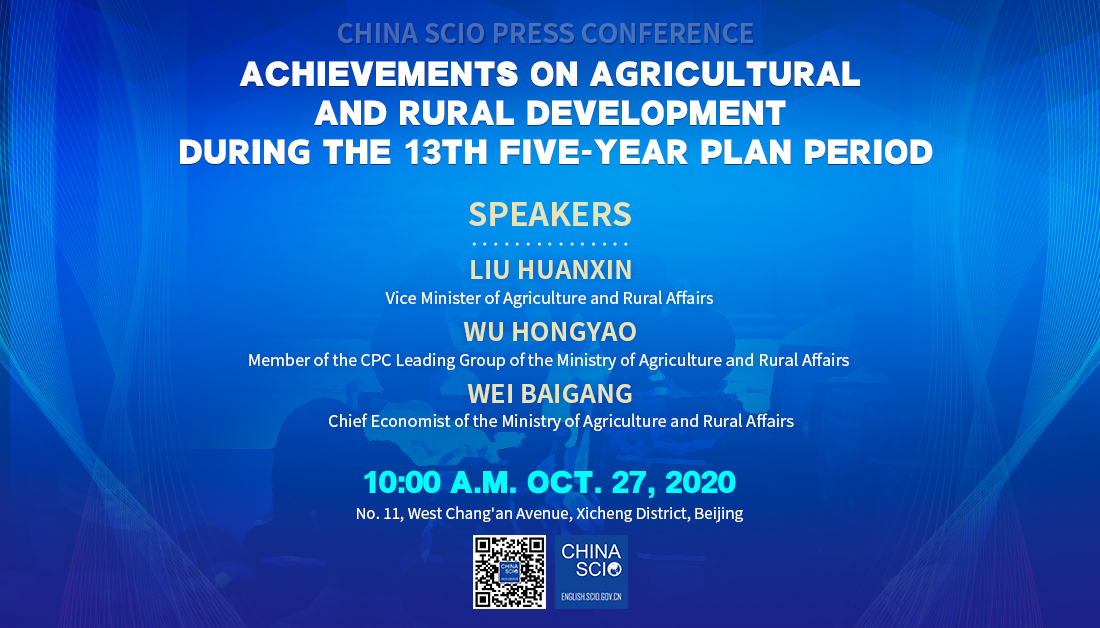 CHINA SCIO PRESS CONFERENCE
ACHIEVEMENTS ON AGRICULTURAL
AND RURAL DEVELOPMENT
DURING THE 13TH FIVE-YEAR PLAN PERIOD
SPEAKERS
LIU HUANXIN
Vice Minister of Agriculture and Rural Affairs
WU HONGYAO
Member of the CPC Leading Group of the Ministry of Agriculture and Rural Affairs
WEI BAIGANG
Chief Economist of the Ministry of Agriculture and Rural Affairs
10:00 A.M. OCT. 27, 2020
No. 11, West Chang'an Avenue, Xicheng District, Beijing
CHINA
SCIO
CHINA
SCIO
ENGLISH.SCIO.GOV.CN